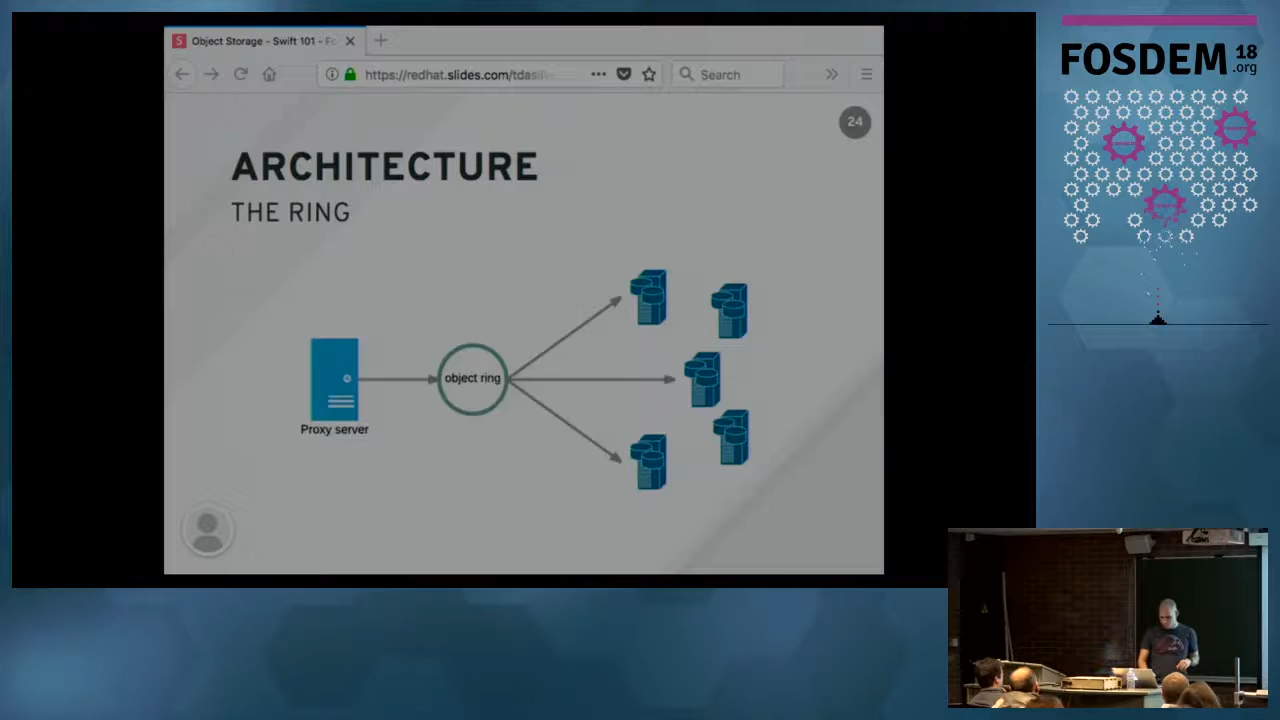 Object Storage - Swift 101 - Fo
https://redhat.slides.com/tdasilv
Search
24
ARCHITECTURE
THE RING
object ring
Proxy server
FOSDEM 18
.org